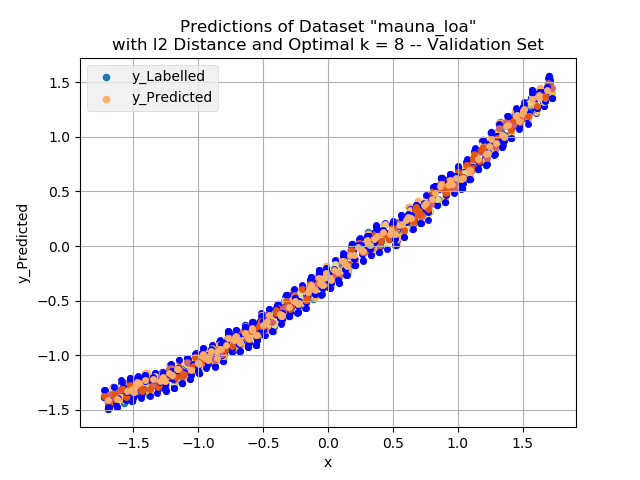 Predictions of Dataset "mauna_loa"
with l2 Distance and Optimal k = 8 -- Validation Set
y_Labelled
y_Predicted
1.5
1.0
0.5
0.0
−0.5
−1.0
−1.5
y_Predicted
−1.5
−1.0
−0.5
0.0
0.5
1.0
1.5
x